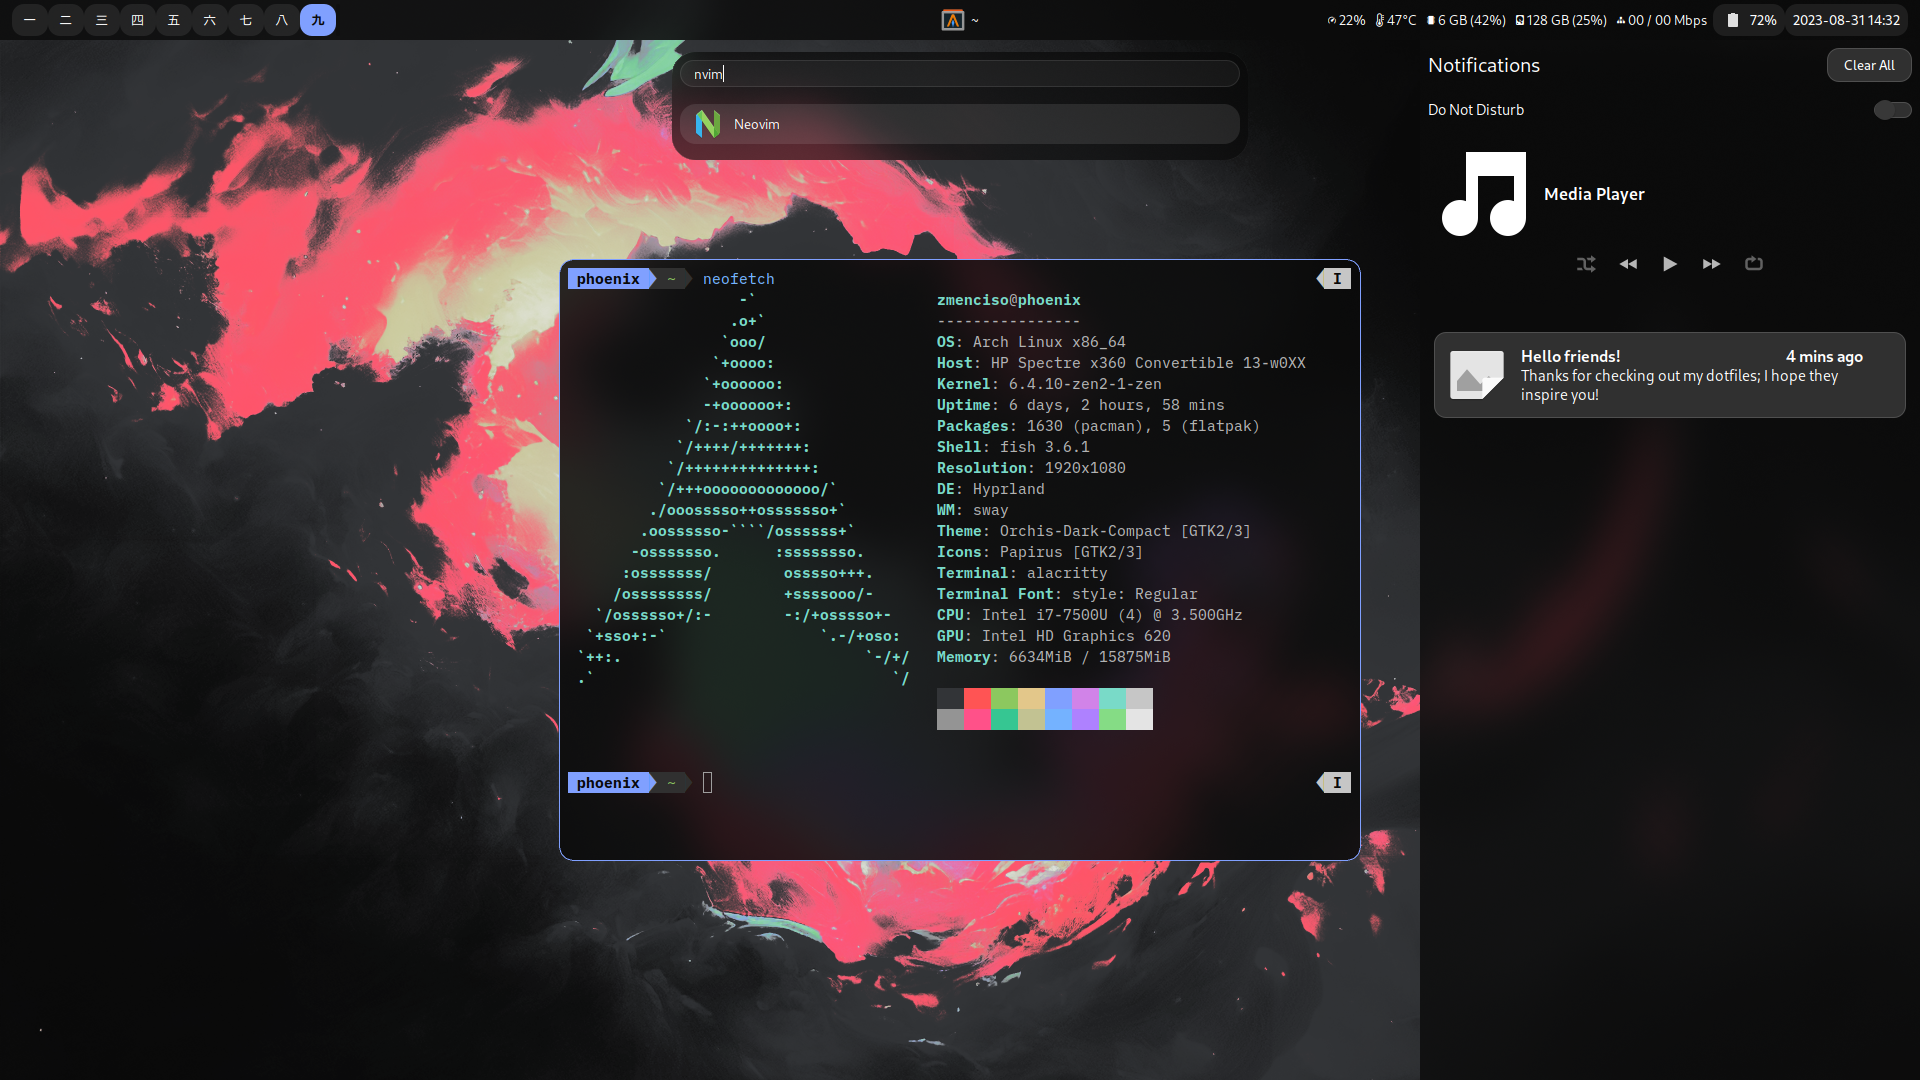 一 二 三 四 五 六 七 八 九
~
22% 47°C 6 GB (42%) 128 GB (25%) 00 / 00 Mbps 72% 2023-08-31 14:32
nvim
Neovim
Notifications
Clear All
Do Not Disturb
Media Player
Hello friends! 4 mins ago
Thanks for checking out my dotfiles; I hope they
inspire you!
phoenix ~ neofetch I
                  -`                    zmenciso@phoenix
                 .o+`                   ----------------
                `ooo/                   OS: Arch Linux x86_64
               `+oooo:                  Host: HP Spectre x360 Convertible 13-w0XX
              `+oooooo:                 Kernel: 6.4.10-zen2-1-zen
              -+oooooo+:                Uptime: 6 days, 2 hours, 58 mins
            `/:-:++oooo+:               Packages: 1630 (pacman), 5 (flatpak)
           `/++++/+++++++:              Shell: fish 3.6.1
          `/++++++++++++++:             Resolution: 1920x1080
         `/+++ooooooooooooo/`           DE: Hyprland
        ./ooosssso++osssssso+`          WM: sway
       .oossssso-````/ossssss+`         Theme: Orchis-Dark-Compact [GTK2/3]
      -osssssso.      :ssssssso.        Icons: Papirus [GTK2/3]
     :osssssss/        osssso+++.       Terminal: alacritty
    /ossssssss/        +ssssooo/-       Terminal Font: style: Regular
  `/ossssso+/:-        -:/+osssso+-     CPU: Intel i7-7500U (4) @ 3.500GHz
 `+sso+:-`                 `.-/+oso:    GPU: Intel HD Graphics 620
`++:.                           `-/+/   Memory: 6634MiB / 15875MiB
.`                                 `/
phoenix ~ I